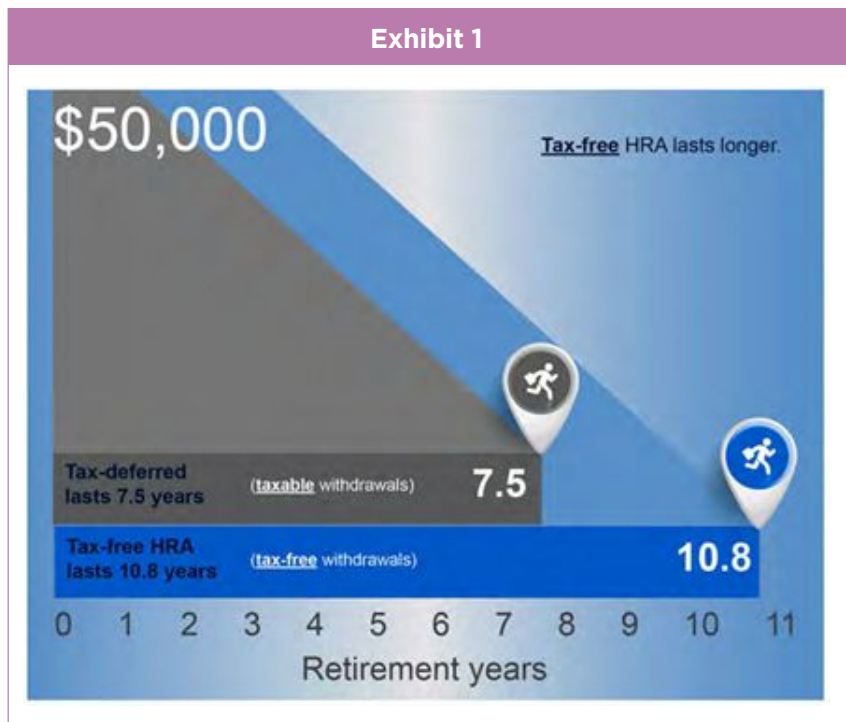 Exhibit 1
$50,000
Tax-free HRA lasts longer.
Tax-deferred
lasts 7.5 years
(taxable withdrawals)
7.5
Tax-free HRA
lasts 10.8 years
(tax-free withdrawals)
10.8
0 1 2 3 4 5 6 7 8 9 10 11
Retirement years